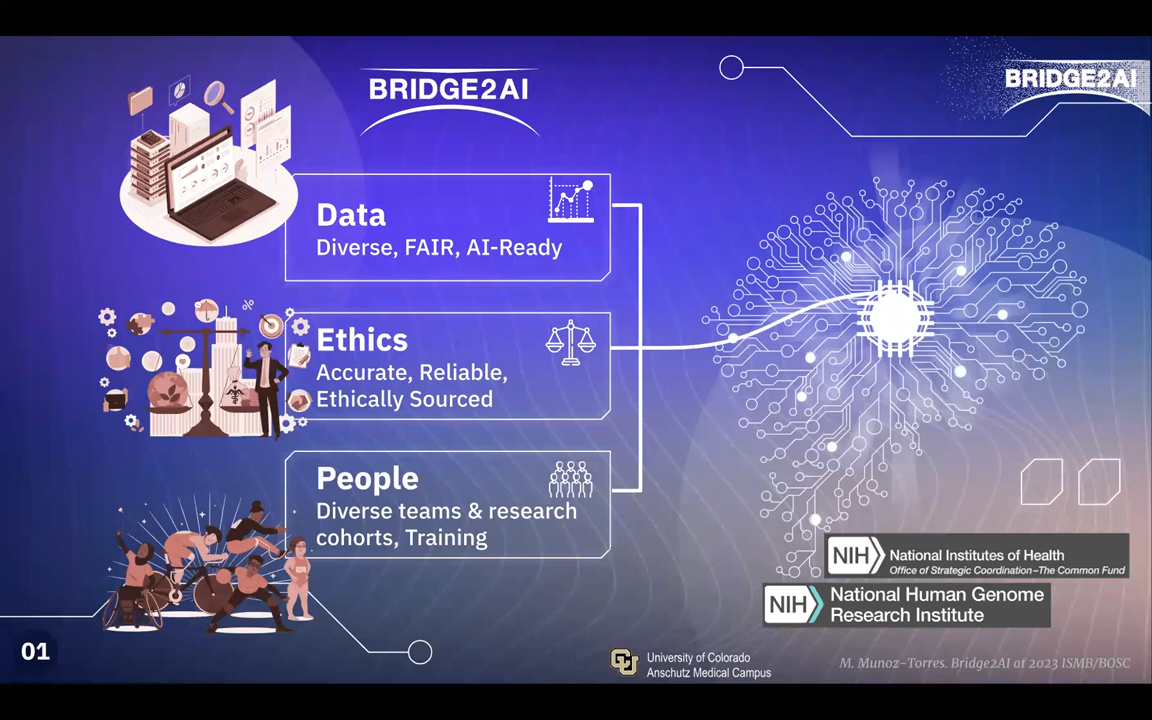 BRIDGE2AI
BRIDGE2AI
Data
Diverse, FAIR, AI-Ready
Ethics
Accurate, Reliable,
Ethically Sourced
People
Diverse teams & research
cohorts, Training
%
NIH
National Institutes of Health
Office of Strategic Coordination–The Common Fund
NIH
National Human Genome
Research Institute
01
CU
University of Colorado
Anschutz Medical Campus
M. Munoz-Torres. Bridge2AI at 2023 ISMB/BOSC